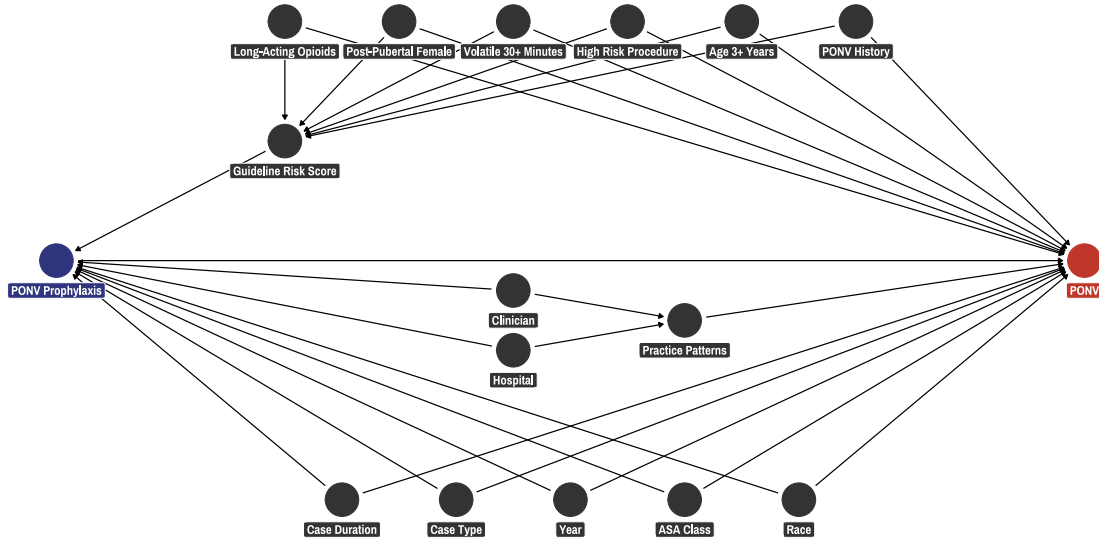 Long-Acting Opioids
Post-Pubertal Female
Volatile 30+ Minutes
High Risk Procedure
Age 3+ Years
PONV History
Guideline Risk Score
PONV Prophylaxis
PONV
Clinician
Practice Patterns
Hospital
Case Duration
Case Type
Year
ASA Class
Race